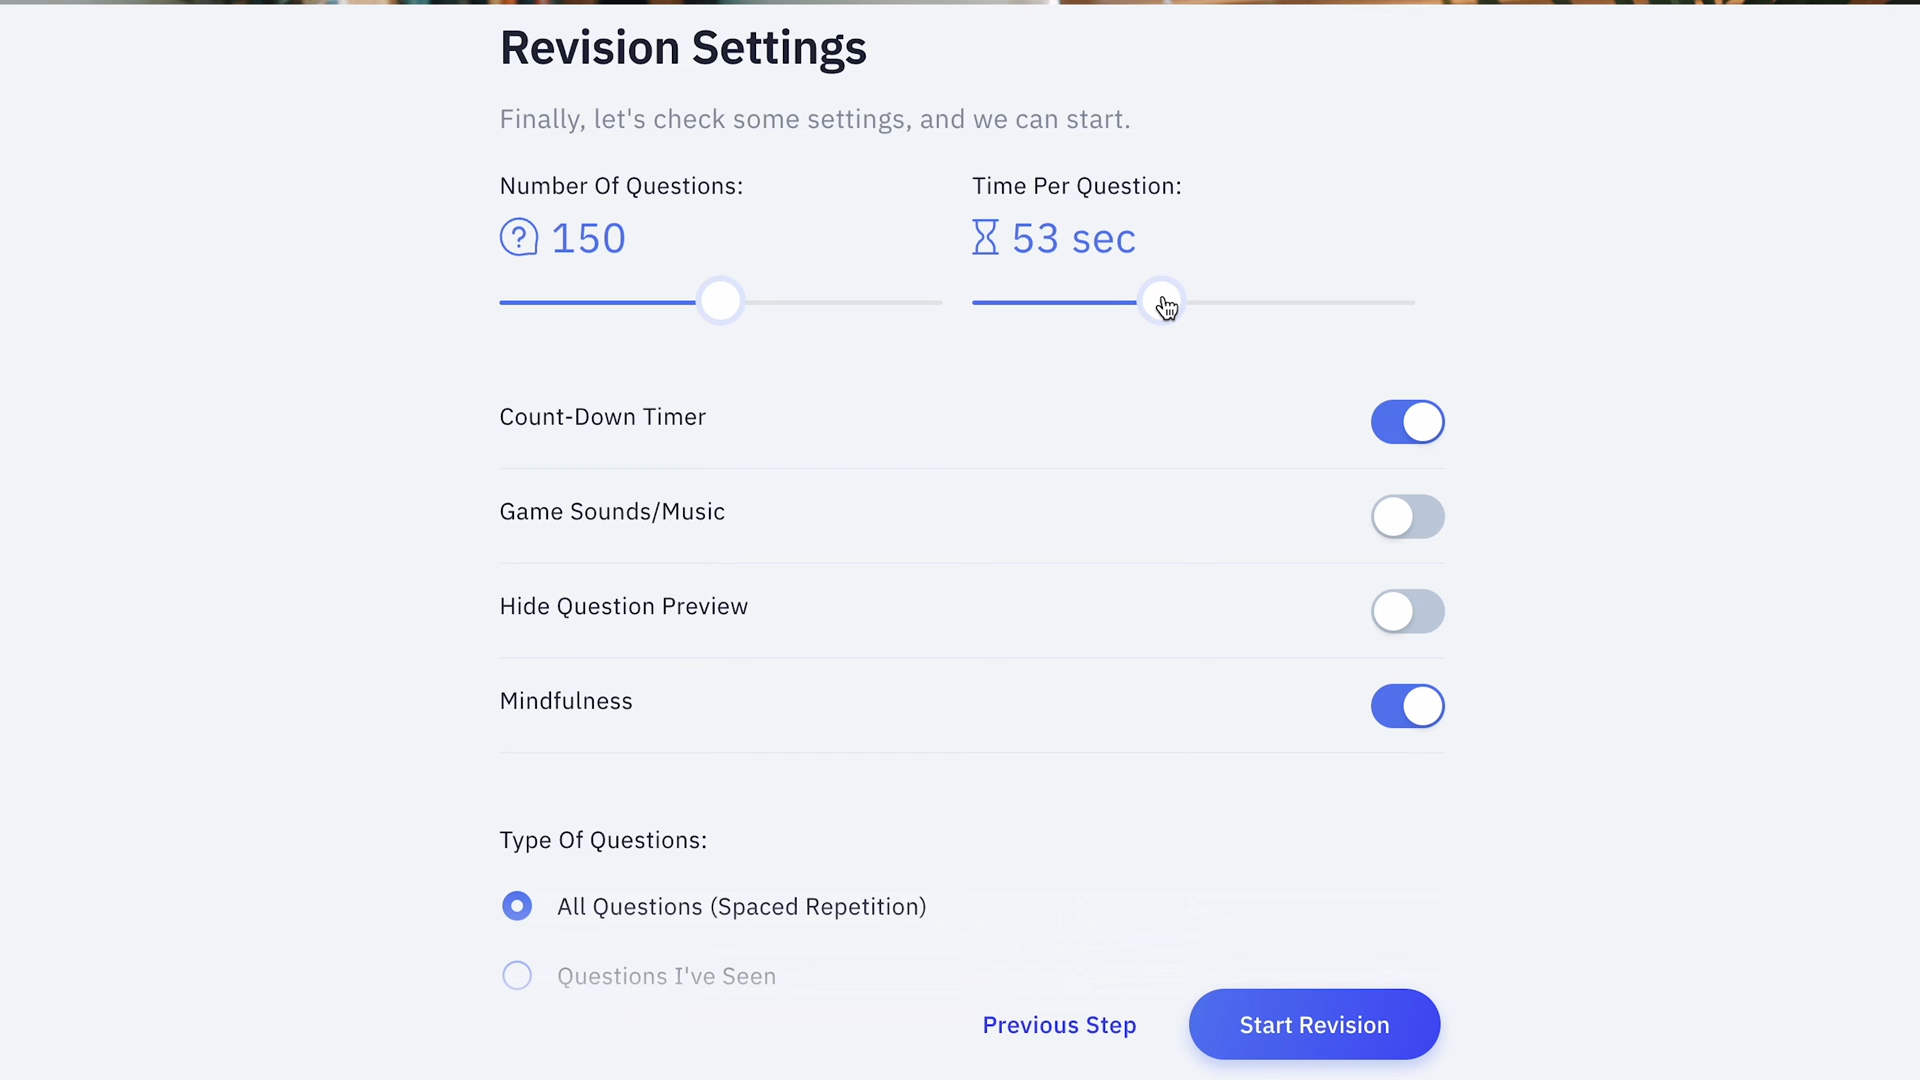 Revision Settings
Finally, let's check some settings, and we can start.
Number Of Questions:
150
Time Per Question:
53 sec
Count-Down Timer
Game Sounds/Music
Hide Question Preview
Mindfulness
Type Of Questions:
All Questions (Spaced Repetition)
Questions I've Seen
Previous Step
Start Revision